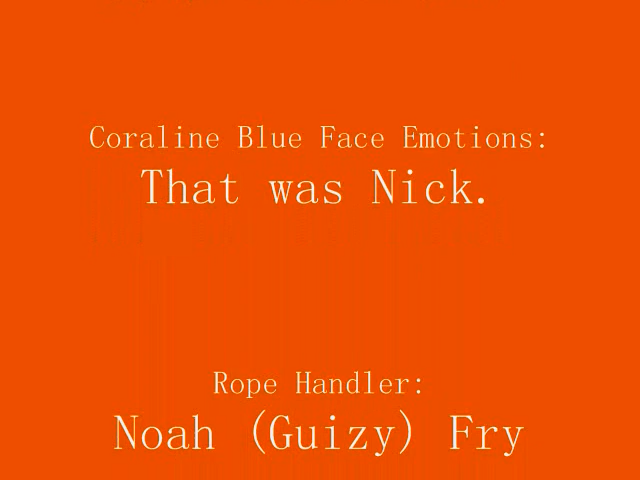 Coraline Blue Face Emotions:
That was Nick.
Rope Handler:
Noah (Guizy) Fry